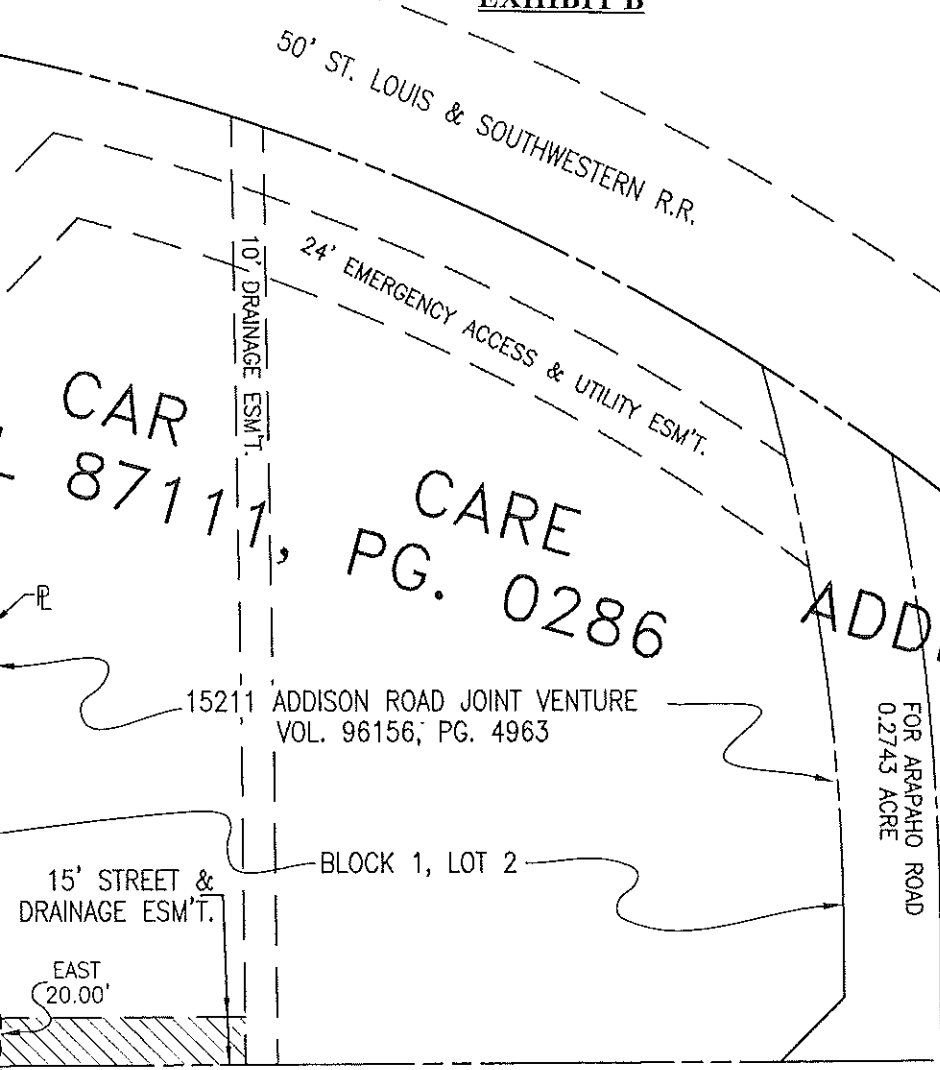 EXHIBIT B
50' ST. LOUIS & SOUTHWESTERN R.R.
10' DRAINAGE ESM'T.
24' EMERGENCY ACCESS & UTILITY ESM'T.
CAR CARE
87111, PG. 0286
ADD
℄
15211 ADDISON ROAD JOINT VENTURE
VOL. 96156, PG. 4963
FOR ARAPAHO ROAD
0.2743 ACRE
BLOCK 1, LOT 2
15' STREET &
DRAINAGE ESM'T.
EAST
20.00'